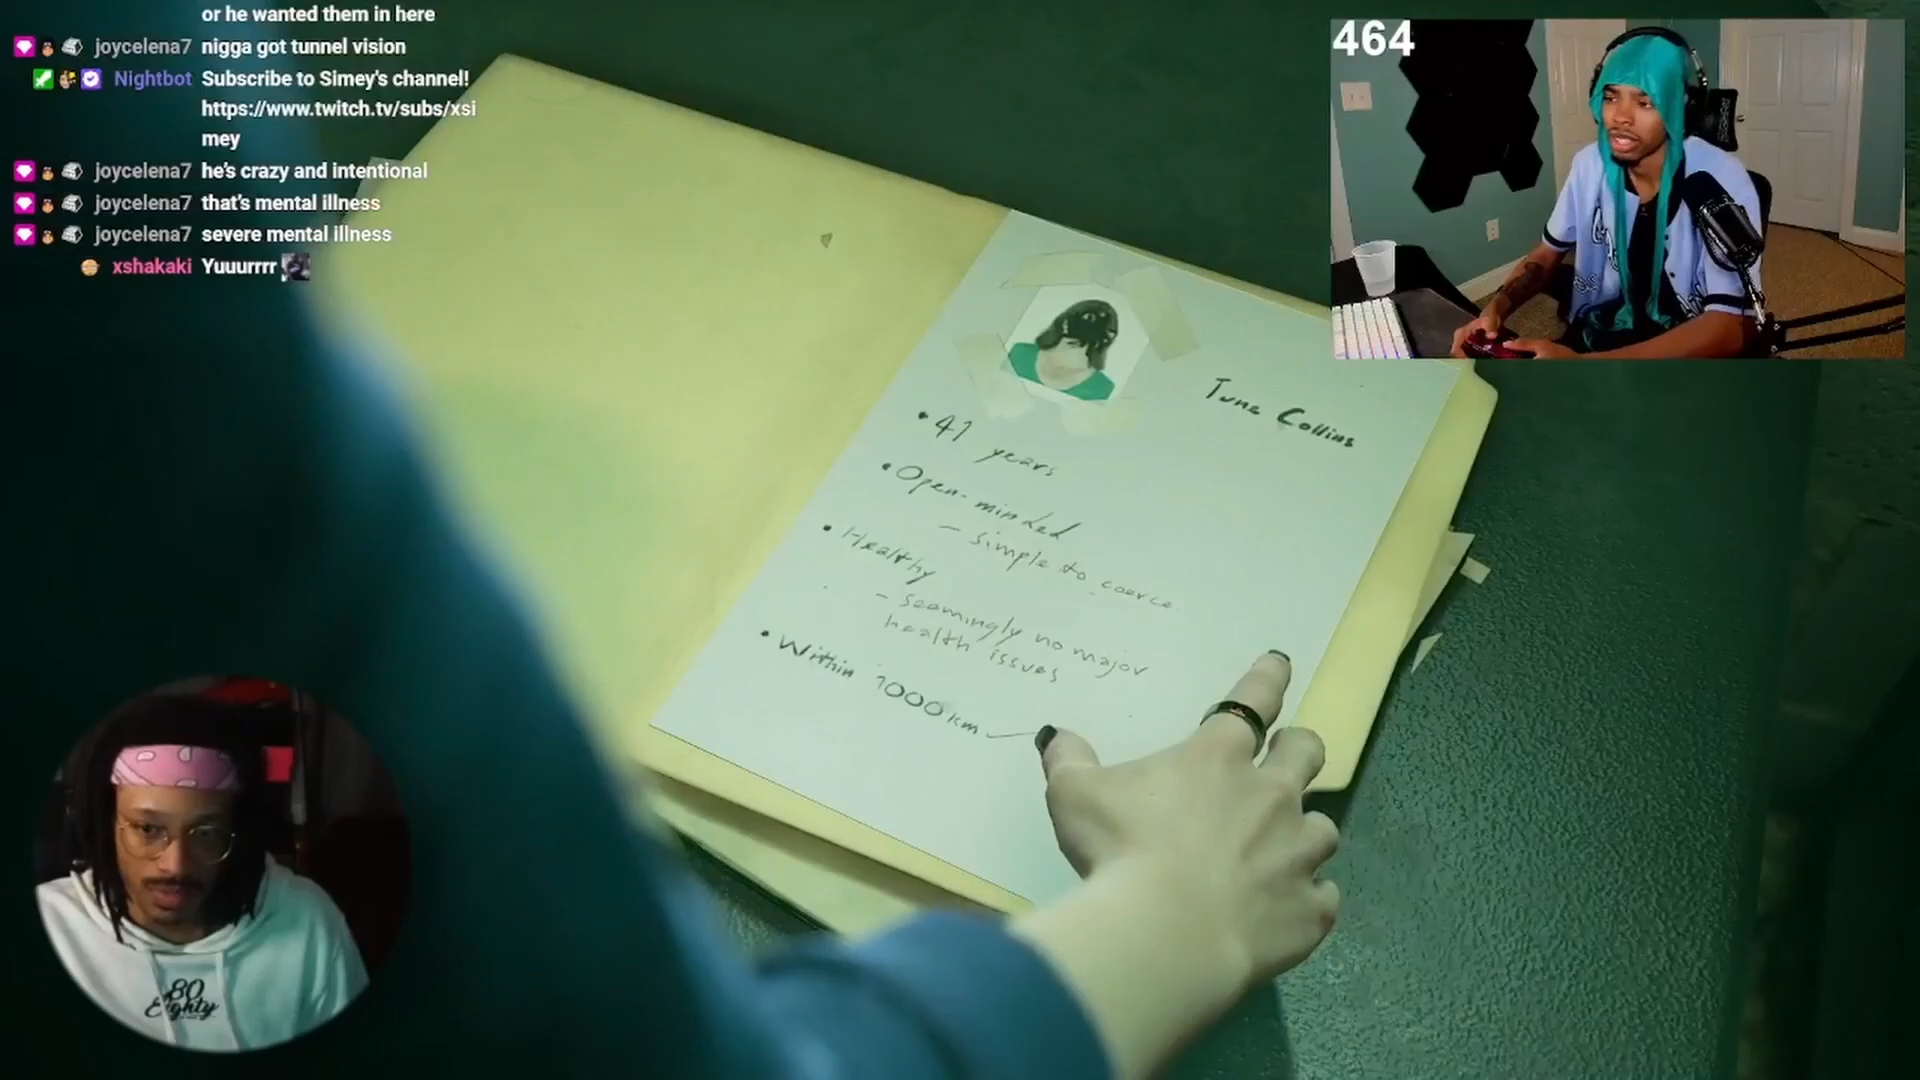 or he wanted them in here
joycelena7 nigga got tunnel vision
Nightbot Subscribe to Simey's channel!
https://www.twitch.tv/subs/xsi
mey
joycelena7 he's crazy and intentional
joycelena7 that's mental illness
joycelena7 severe mental illness
xshakaki Yuuurrrr
464
June Collins
• 41 years
• Open-minded
- simple to coerce
• Healthy
- seemingly no major
health issues
• Within 1000km
80
Eighty